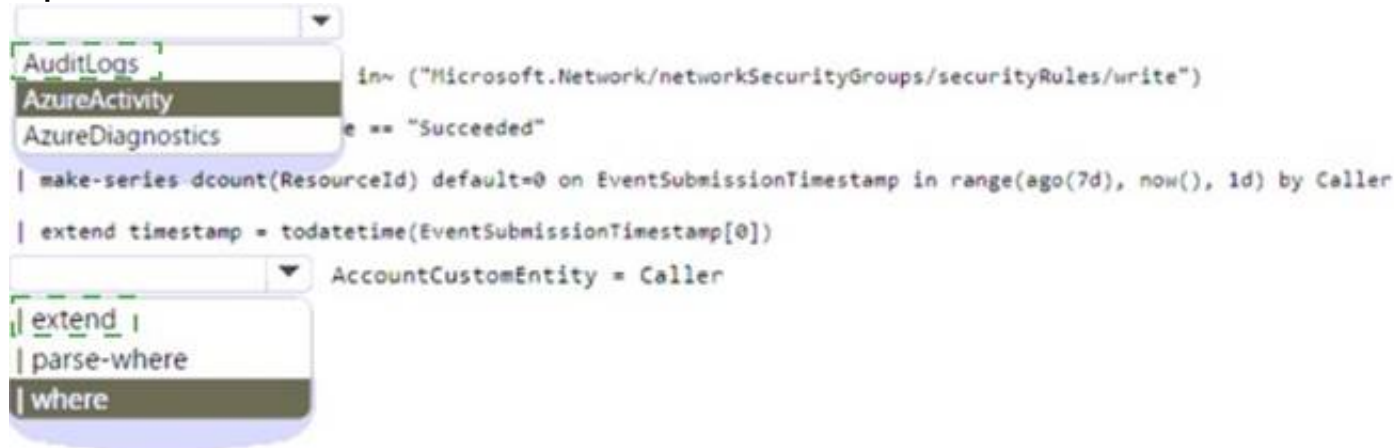 AuditLogs
in~ ("Microsoft.Network/networkSecurityGroups/securityRules/write")
AzureActivity
AzureDiagnostics e == "Succeeded"
| make-series dcount(ResourceId) default=0 on EventSubmissionTimestamp in range(ago(7d), now(), 1d) by Caller
| extend timestamp = todatetime(EventSubmissionTimestamp[0])
AccountCustomEntity = Caller
| extend
| parse-where
| where